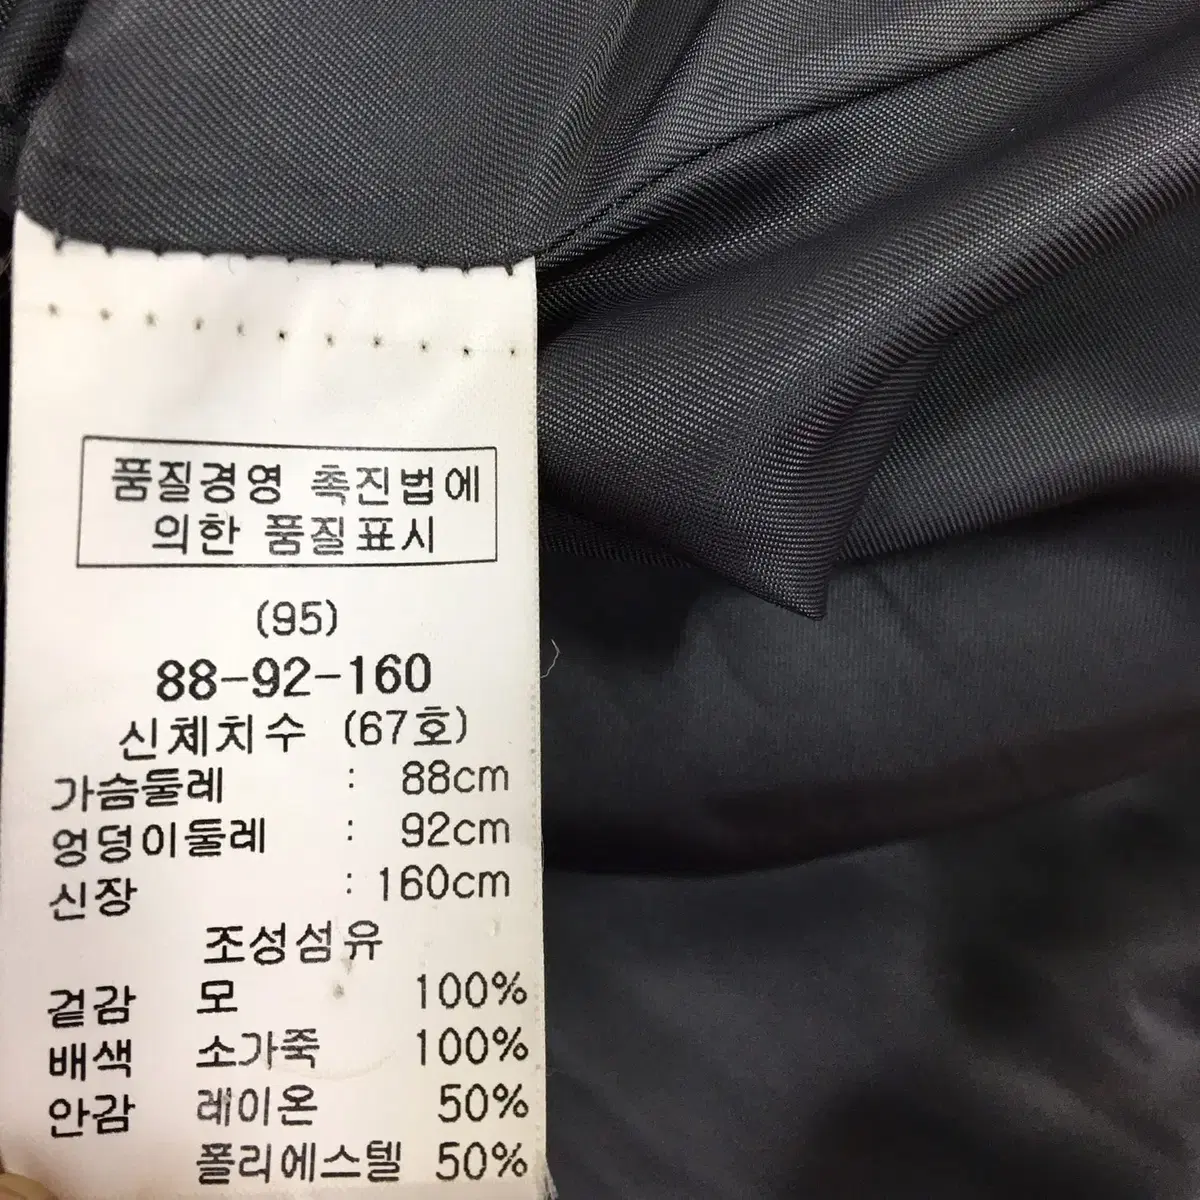 품질경영 촉진법에
의한 품질표시
(95)
88-92-160
신체치수 (67호)
가슴둘레 : 88cm
엉덩이둘레 : 92cm
신장 : 160cm
조성섬유
겉감 모 100%
배색 소가죽 100%
안감 레이온 50%
폴리에스텔 50%